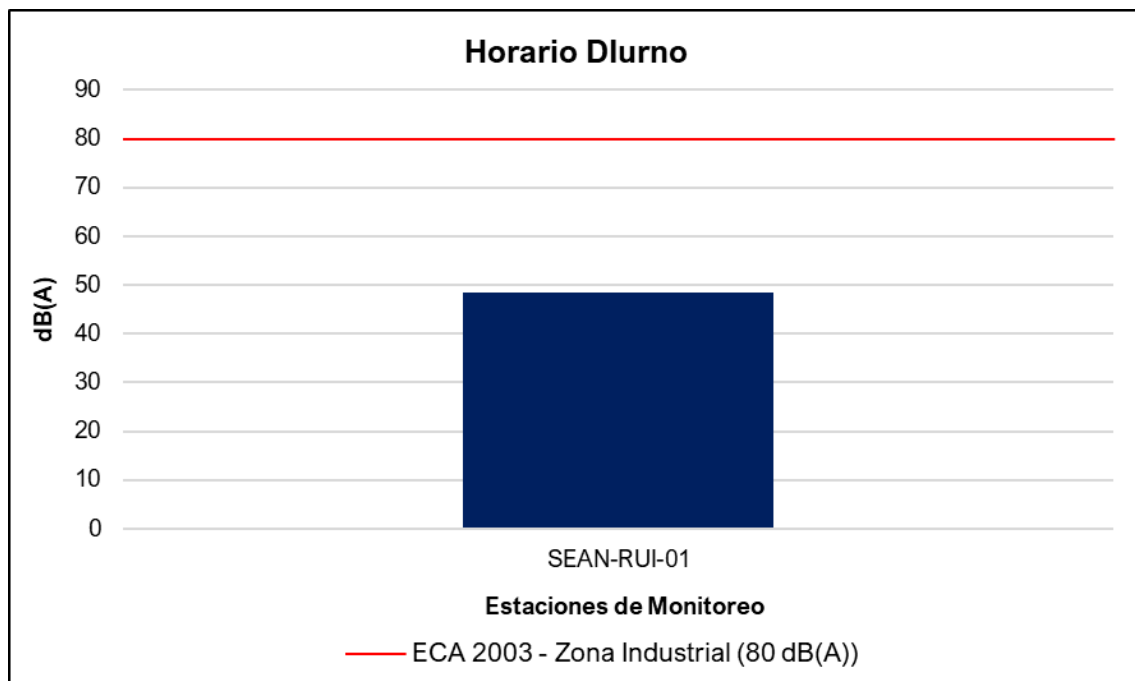 Horario DIurno
90
80
70
60
50
40
30
20
10
0
dB(A)
SEAN-RUI-01
Estaciones de Monitoreo
ECA 2003 - Zona Industrial (80 dB(A))